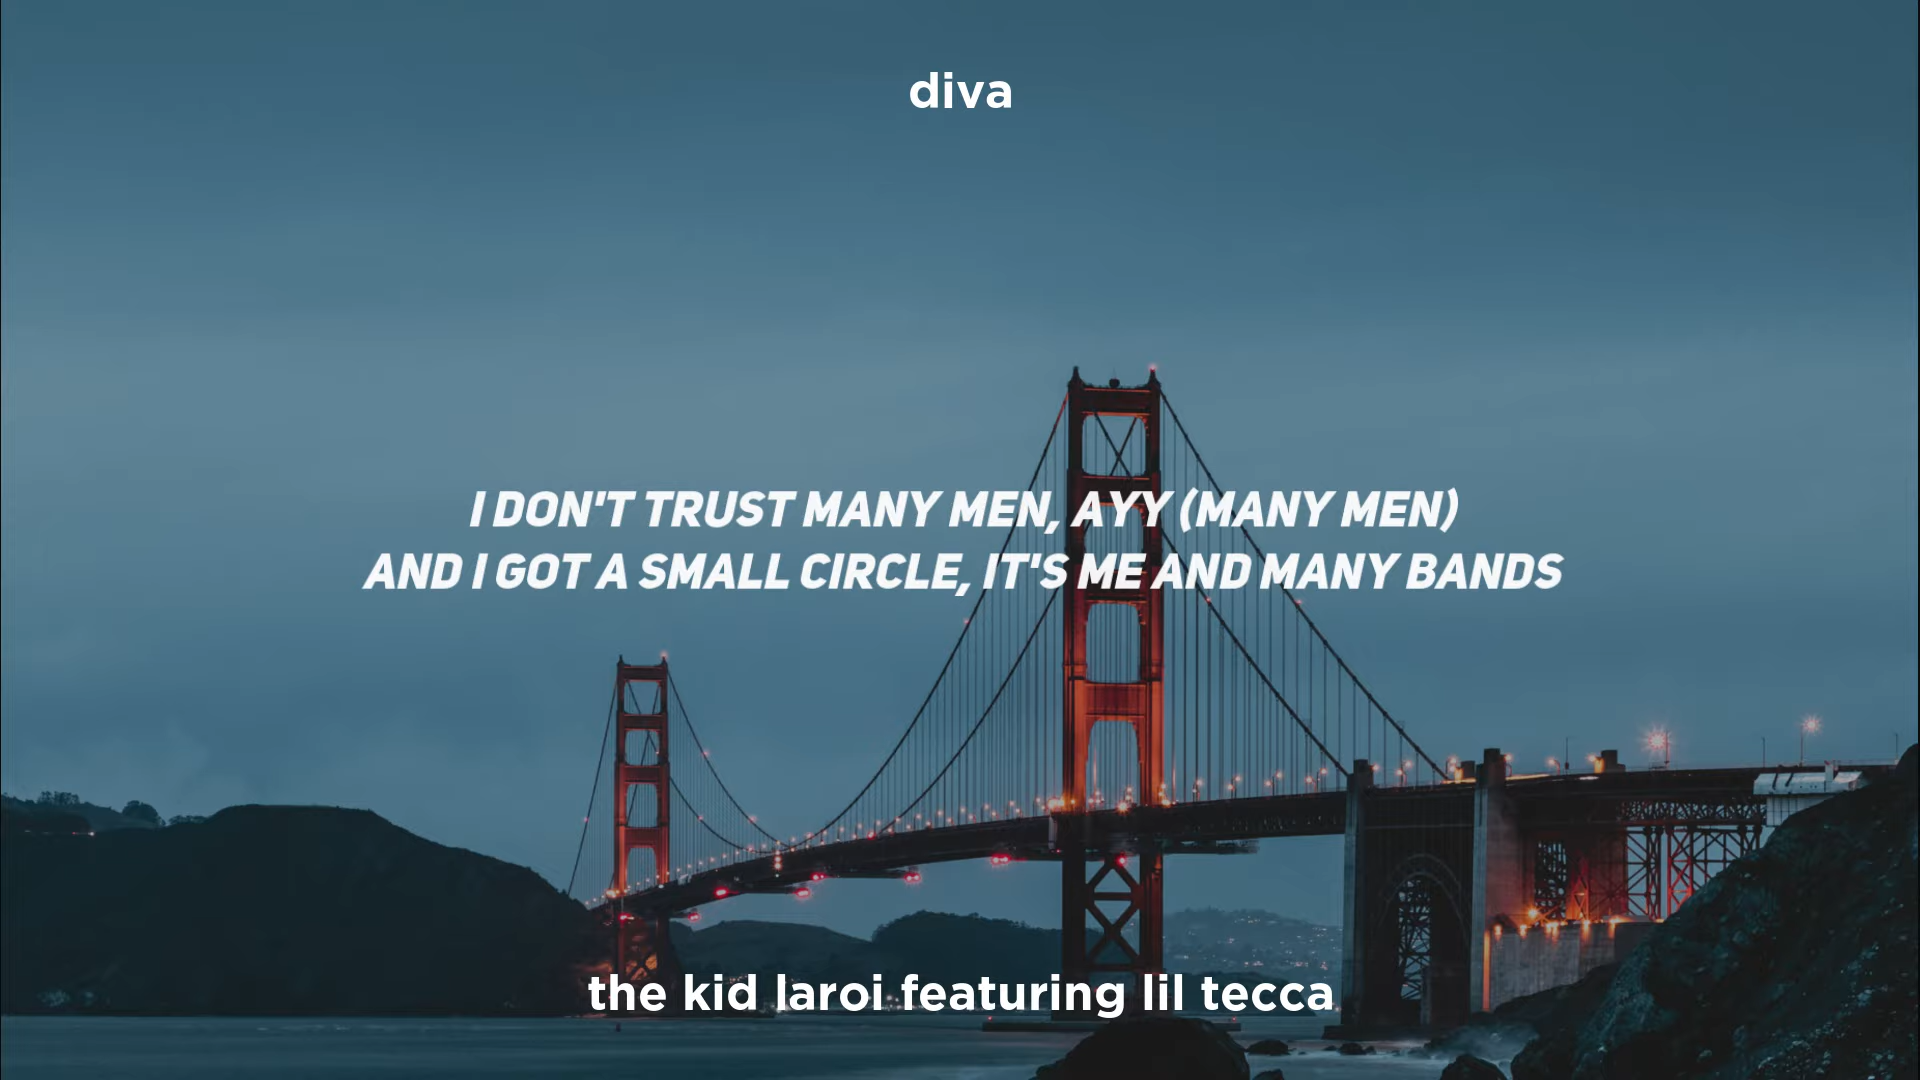 diva
I DON'T TRUST MANY MEN, AYY (MANY MEN)
AND I GOT A SMALL CIRCLE, IT'S ME AND MANY BANDS
the kid laroi featuring lil tecca